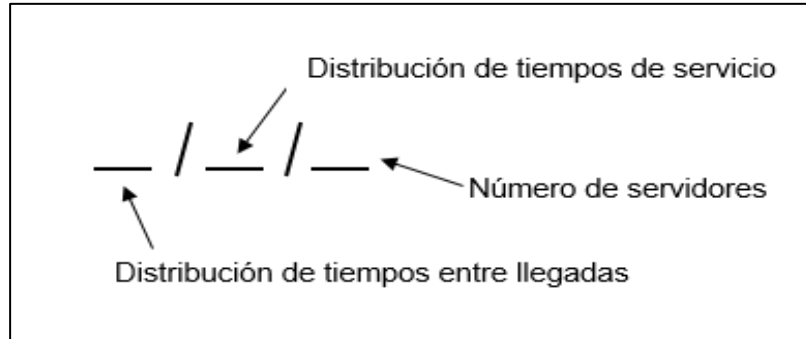 Distribución de tiempos de servicio
__ / __ / __
Número de servidores
Distribución de tiempos entre llegadas